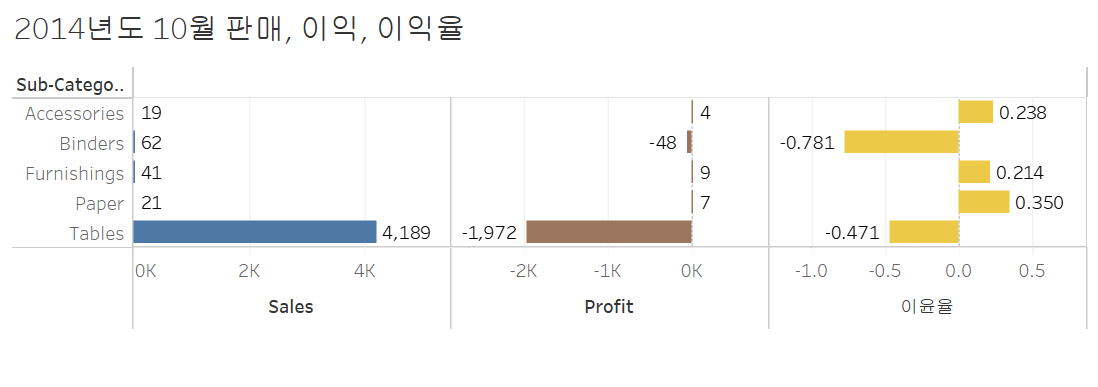 2014년도 10월 판매, 이익, 이익율
Sub-Catego..
Accessories 19 4 0.238
Binders 62 -48 -0.781
Furnishings 41 9 0.214
Paper 21 7 0.350
Tables 4,189 -1,972 -0.471
0K 2K 4K -2K -1K 0K -1.0 -0.5 0.0 0.5
Sales Profit 이윤율